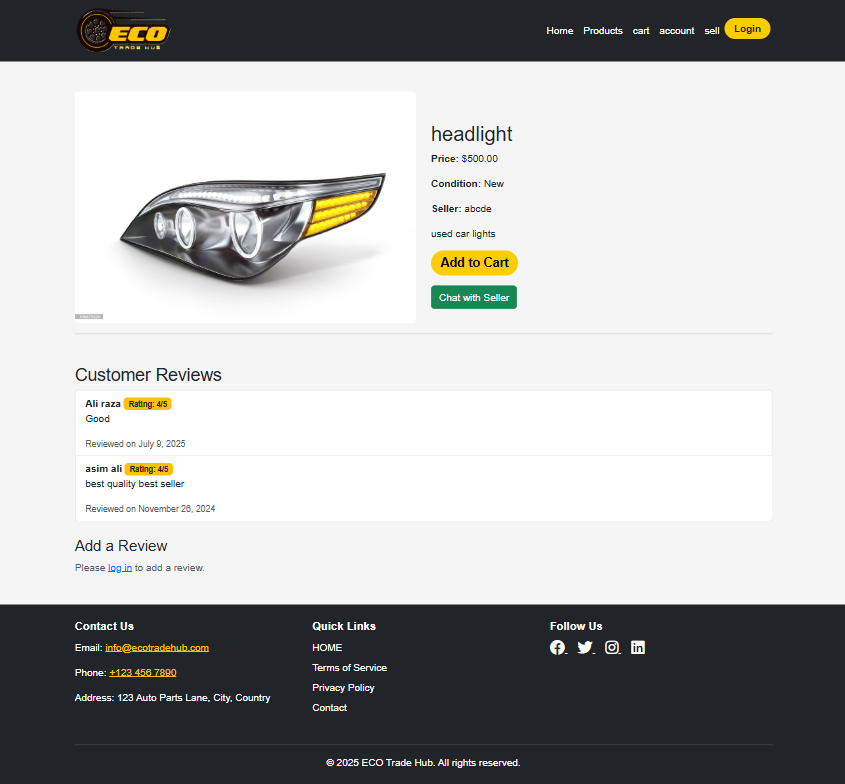 ECO
TRADE HUB
Home Products cart account sell Login
headlight
Price: $500.00
Condition: New
Seller: abcde
used car lights
Add to Cart
Chat with Seller
Customer Reviews
Ali raza Rating: 4/5
Good
Reviewed on July 9, 2025
asim ali Rating: 4/5
best quality best seller
Reviewed on November 26, 2024
Add a Review
Please log in to add a review.
Contact Us
Email: info@ecotradehub.com
Phone: +123 456 7890
Address: 123 Auto Parts Lane, City, Country
Quick Links
HOME
Terms of Service
Privacy Policy
Contact
Follow Us
© 2025 ECO Trade Hub. All rights reserved.